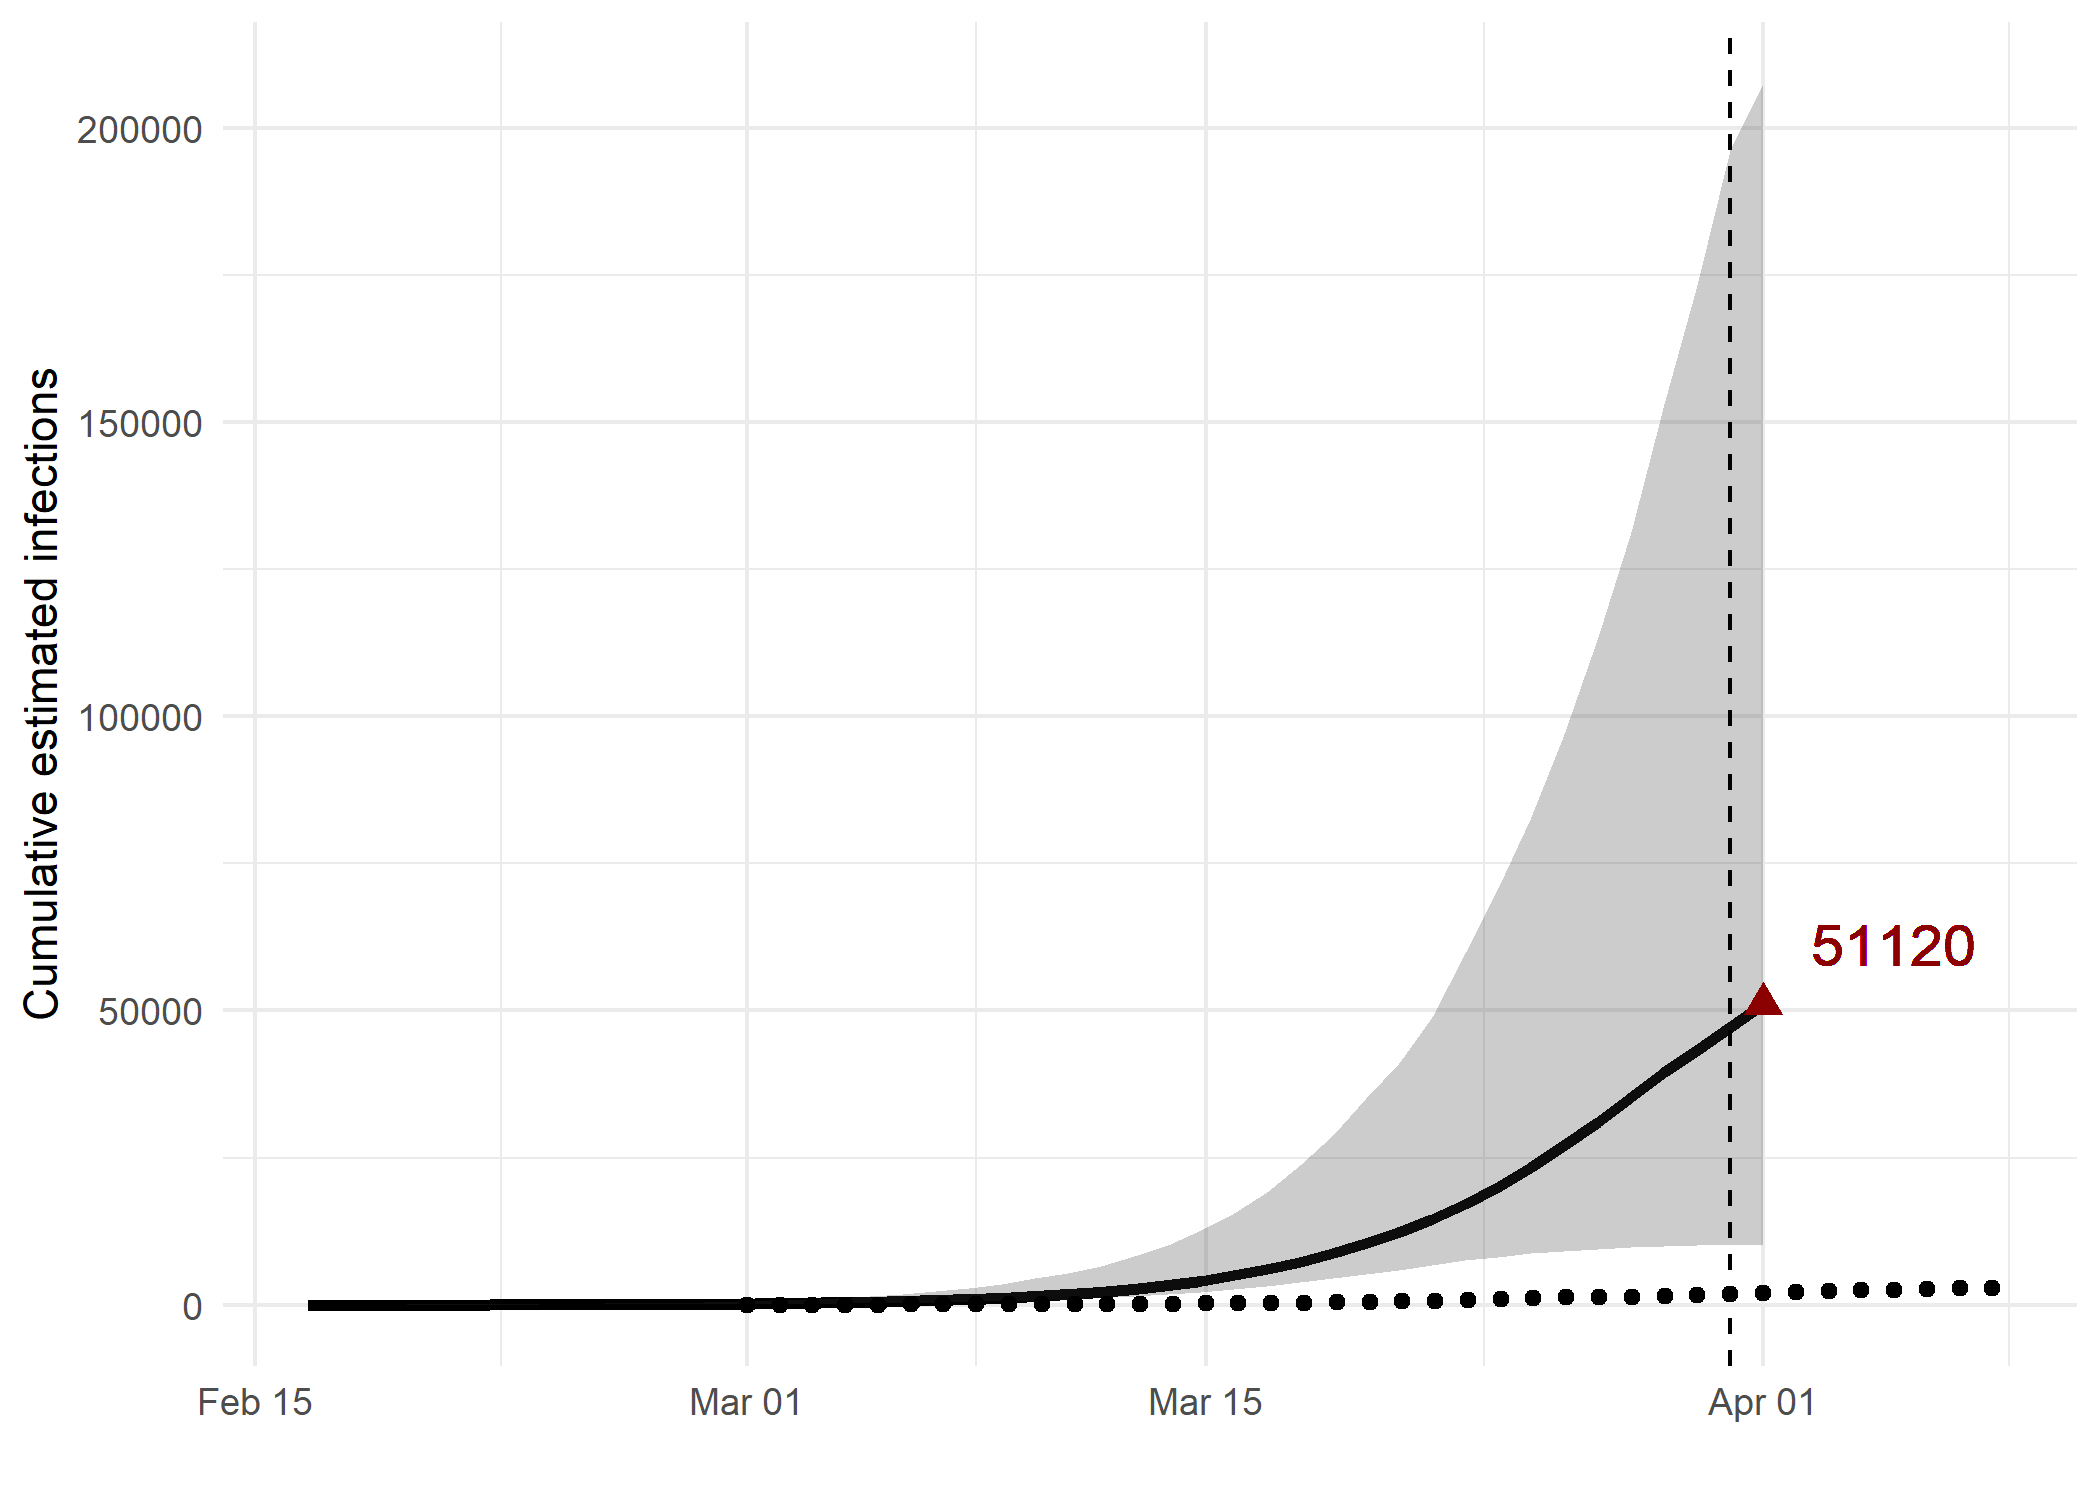 Cumulative estimated infections
200000
150000
100000
50000
0
51120
Feb 15
Mar 01
Mar 15
Apr 01